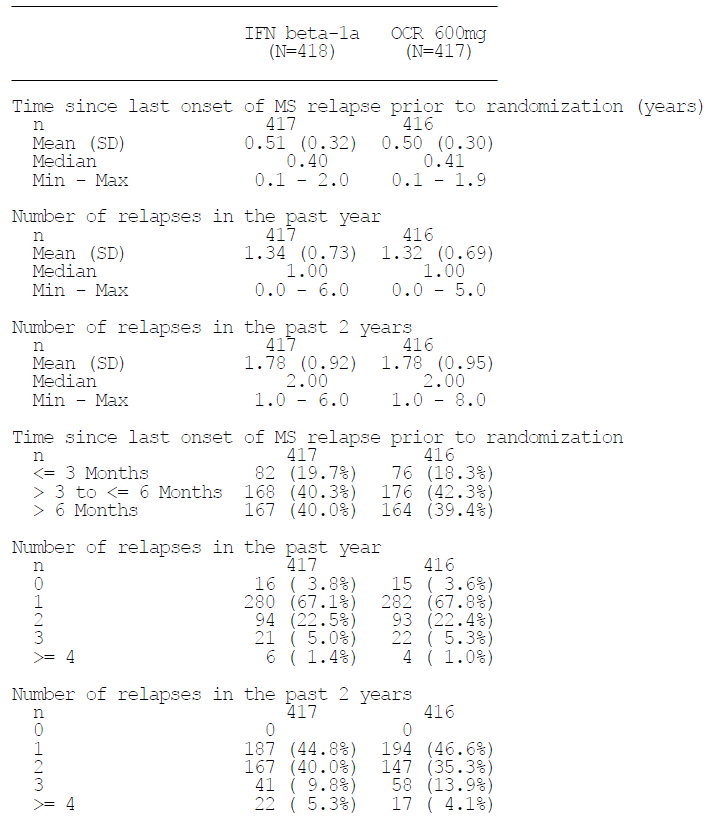 IFN beta-1a OCR 600mg
(N=418) (N=417)
Time since last onset of MS relapse prior to randomization (years)
n 417 416
Mean (SD) 0.51 (0.32) 0.50 (0.30)
Median 0.40 0.41
Min - Max 0.1 - 2.0 0.1 - 1.9
Number of relapses in the past year
n 417 416
Mean (SD) 1.34 (0.73) 1.32 (0.69)
Median 1.00 1.00
Min - Max 0.0 - 6.0 0.0 - 5.0
Number of relapses in the past 2 years
n 417 416
Mean (SD) 1.78 (0.92) 1.78 (0.95)
Median 2.00 2.00
Min - Max 1.0 - 6.0 1.0 - 8.0
Time since last onset of MS relapse prior to randomization
n 417 416
<= 3 Months 82 (19.7%) 76 (18.3%)
> 3 to <= 6 Months 168 (40.3%) 176 (42.3%)
> 6 Months 167 (40.0%) 164 (39.4%)
Number of relapses in the past year
n 417 416
0 16 ( 3.8%) 15 ( 3.6%)
1 280 (67.1%) 282 (67.8%)
2 94 (22.5%) 93 (22.4%)
3 21 ( 5.0%) 22 ( 5.3%)
>= 4 6 ( 1.4%) 4 ( 1.0%)
Number of relapses in the past 2 years
n 417 416
0 0 0
1 187 (44.8%) 194 (46.6%)
2 167 (40.0%) 147 (35.3%)
3 41 ( 9.8%) 58 (13.9%)
>= 4 22 ( 5.3%) 17 ( 4.1%)